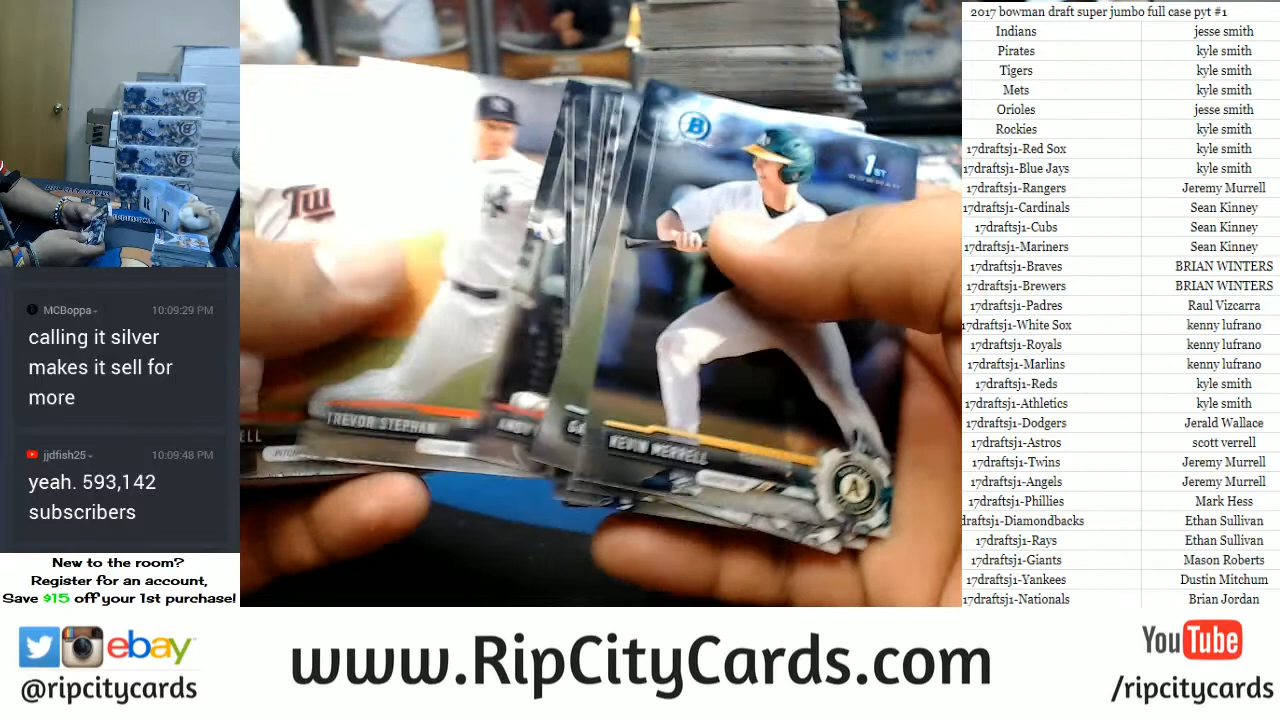 MCBoppa
10:09:29 PM
calling it silver
makes it sell for
more
jjdfish25
10:09:48 PM
yeah. 593,142
subscribers
New to the room?
Register for an account,
Save $15 off your 1st purchase!
Tw
B
1ST
TREVOR STEPHAN
KEVIN MERRELL
A
2017 bowman draft super jumbo full case pyt #1
Indians jesse smith
Pirates kyle smith
Tigers kyle smith
Mets kyle smith
Orioles jesse smith
Rockies kyle smith
17draftsj1-Red Sox kyle smith
17draftsj1-Blue Jays kyle smith
17draftsj1-Rangers Jeremy Murrell
17draftsj1-Cardinals Sean Kinney
17draftsj1-Cubs Sean Kinney
17draftsj1-Mariners Sean Kinney
17draftsj1-Braves BRIAN WINTERS
17draftsj1-Brewers BRIAN WINTERS
17draftsj1-Padres Raul Vizcarra
17draftsj1-White Sox kenny lufrano
17draftsj1-Royals kenny lufrano
17draftsj1-Marlins kenny lufrano
17draftsj1-Reds kyle smith
17draftsj1-Athletics kyle smith
17draftsj1-Dodgers Jerald Wallace
17draftsj1-Astros scott verrell
17draftsj1-Twins Jeremy Murrell
17draftsj1-Angels Jeremy Murrell
17draftsj1-Phillies Mark Hess
draftsj1-Diamondbacks Ethan Sullivan
17draftsj1-Rays Ethan Sullivan
17draftsj1-Giants Mason Roberts
17draftsj1-Yankees Dustin Mitchum
17draftsj1-Nationals Brian Jordan
ebay
@ripcitycards
www.RipCityCards.com
YouTube
/ripcitycards